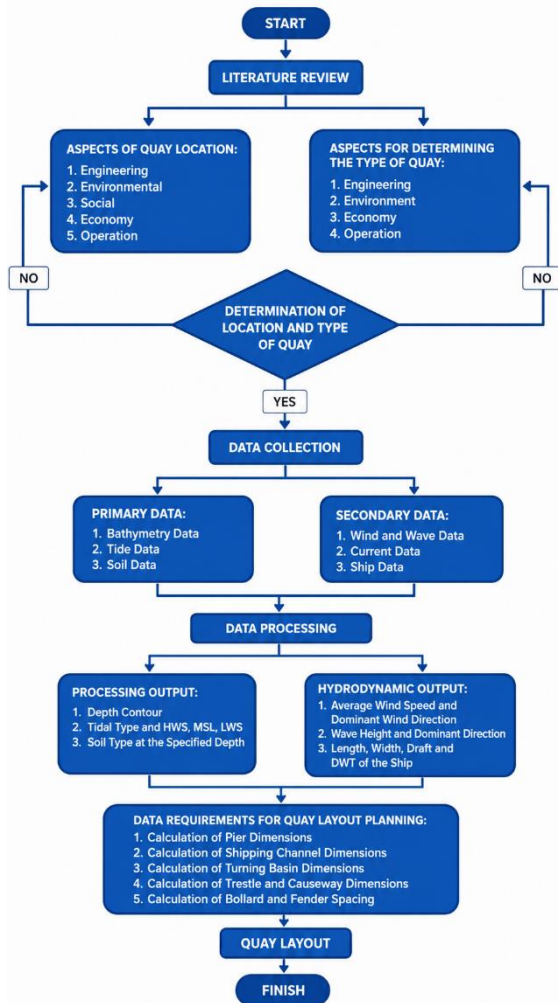 START
LITERATURE REVIEW
ASPECTS OF QUAY LOCATION:
1. Engineering
2. Environmental
3. Social
4. Economy
5. Operation
ASPECTS FOR DETERMINING
THE TYPE OF QUAY:
1. Engineering
2. Environment
3. Economy
4. Operation
NO
NO
DETERMINATION OF
LOCATION AND TYPE
OF QUAY
YES
DATA COLLECTION
PRIMARY DATA:
1. Bathymetry Data
2. Tide Data
3. Soil Data
SECONDARY DATA:
1. Wind and Wave Data
2. Current Data
3. Ship Data
DATA PROCESSING
PROCESSING OUTPUT:
1. Depth Contour
2. Tidal Type and HWS, MSL, LWS
3. Soil Type at the Specified Depth
HYDRODYNAMIC OUTPUT:
1. Average Wind Speed and
Dominant Wind Direction
2. Wave Height and Dominant Direction
3. Length, Width, Draft and
DWT of the Ship
DATA REQUIREMENTS FOR QUAY LAYOUT PLANNING:
1. Calculation of Pier Dimensions
2. Calculation of Shipping Channel Dimensions
3. Calculation of Turning Basin Dimensions
4. Calculation of Trestle and Causeway Dimensions
5. Calculation of Bollard and Fender Spacing
QUAY LAYOUT
FINISH